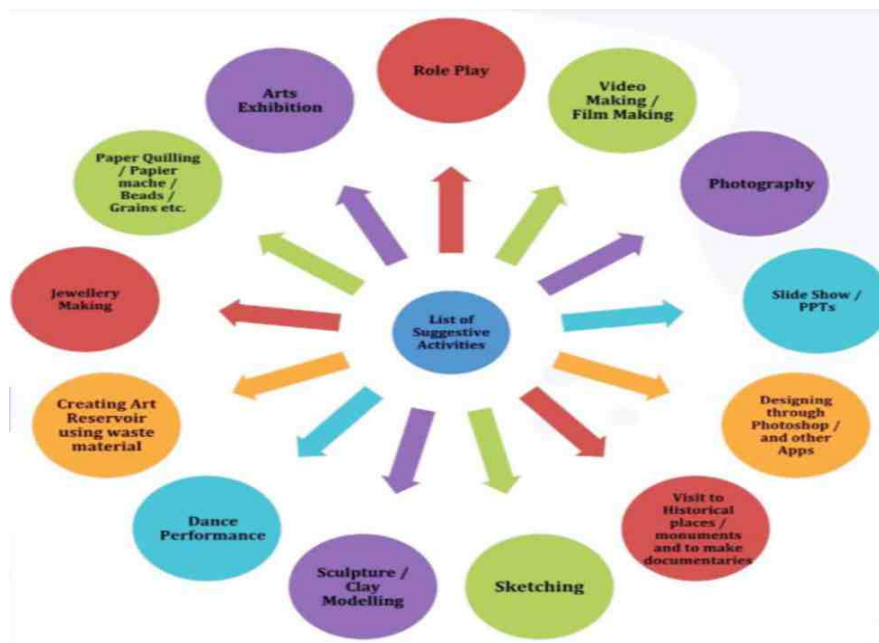 Role Play
Video
Making /
Film Making
Photography
Slide Show /
PPTs
Designing
through
Photoshop /
and other
Apps
Visit to
Historical
places /
monuments
and to make
documentaries
Sketching
Sculpture /
Clay
Modelling
Dance
Performance
Creating Art
Reservoir
using waste
material
Jewellery
Making
Paper Quilling
/ Papier
mache /
Beads /
Grains etc.
Arts
Exhibition
List of
Suggestive
Activities